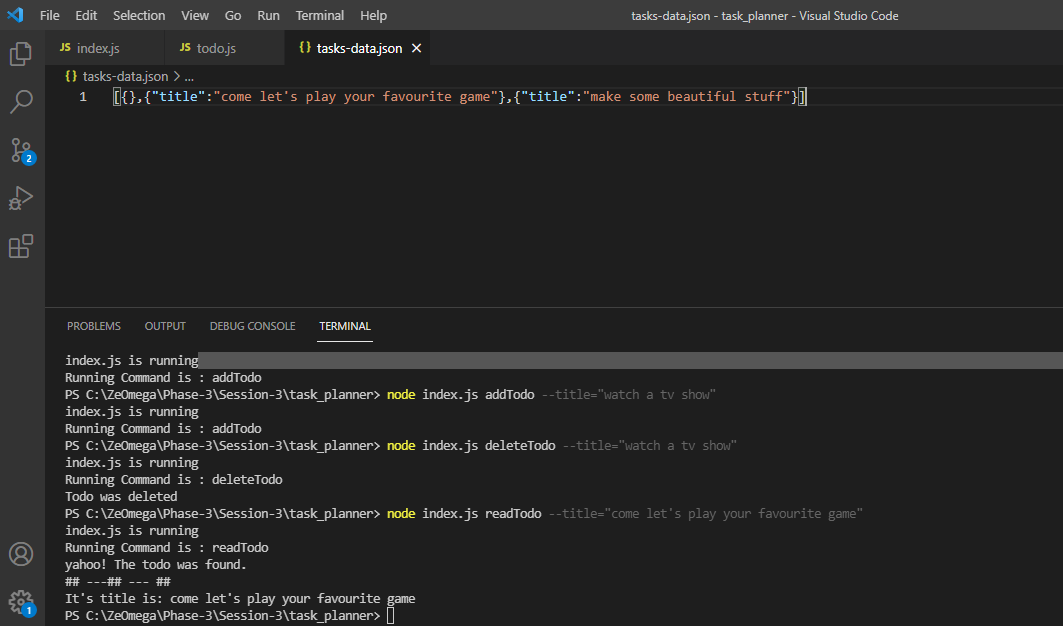 File Edit Selection View Go Run Terminal Help tasks-data.json - task_planner - Visual Studio Code
JS index.js JS todo.js {} tasks-data.json ×
{} tasks-data.json > ...
1 [{},{"title":"come let's play your favourite game"},{"title":"make some beautiful stuff"}]
2
PROBLEMS OUTPUT DEBUG CONSOLE TERMINAL
index.js is running
Running Command is : addTodo
PS C:\ZeOmega\Phase-3\Session-3\task_planner> node index.js addTodo --title="watch a tv show"
index.js is running
Running Command is : addTodo
PS C:\ZeOmega\Phase-3\Session-3\task_planner> node index.js deleteTodo --title="watch a tv show"
index.js is running
Running Command is : deleteTodo
Todo was deleted
PS C:\ZeOmega\Phase-3\Session-3\task_planner> node index.js readTodo --title="come let's play your favourite game"
index.js is running
Running Command is : readTodo
yahoo! The todo was found.
## ---## --- ##
It's title is: come let's play your favourite game
PS C:\ZeOmega\Phase-3\Session-3\task_planner>
1